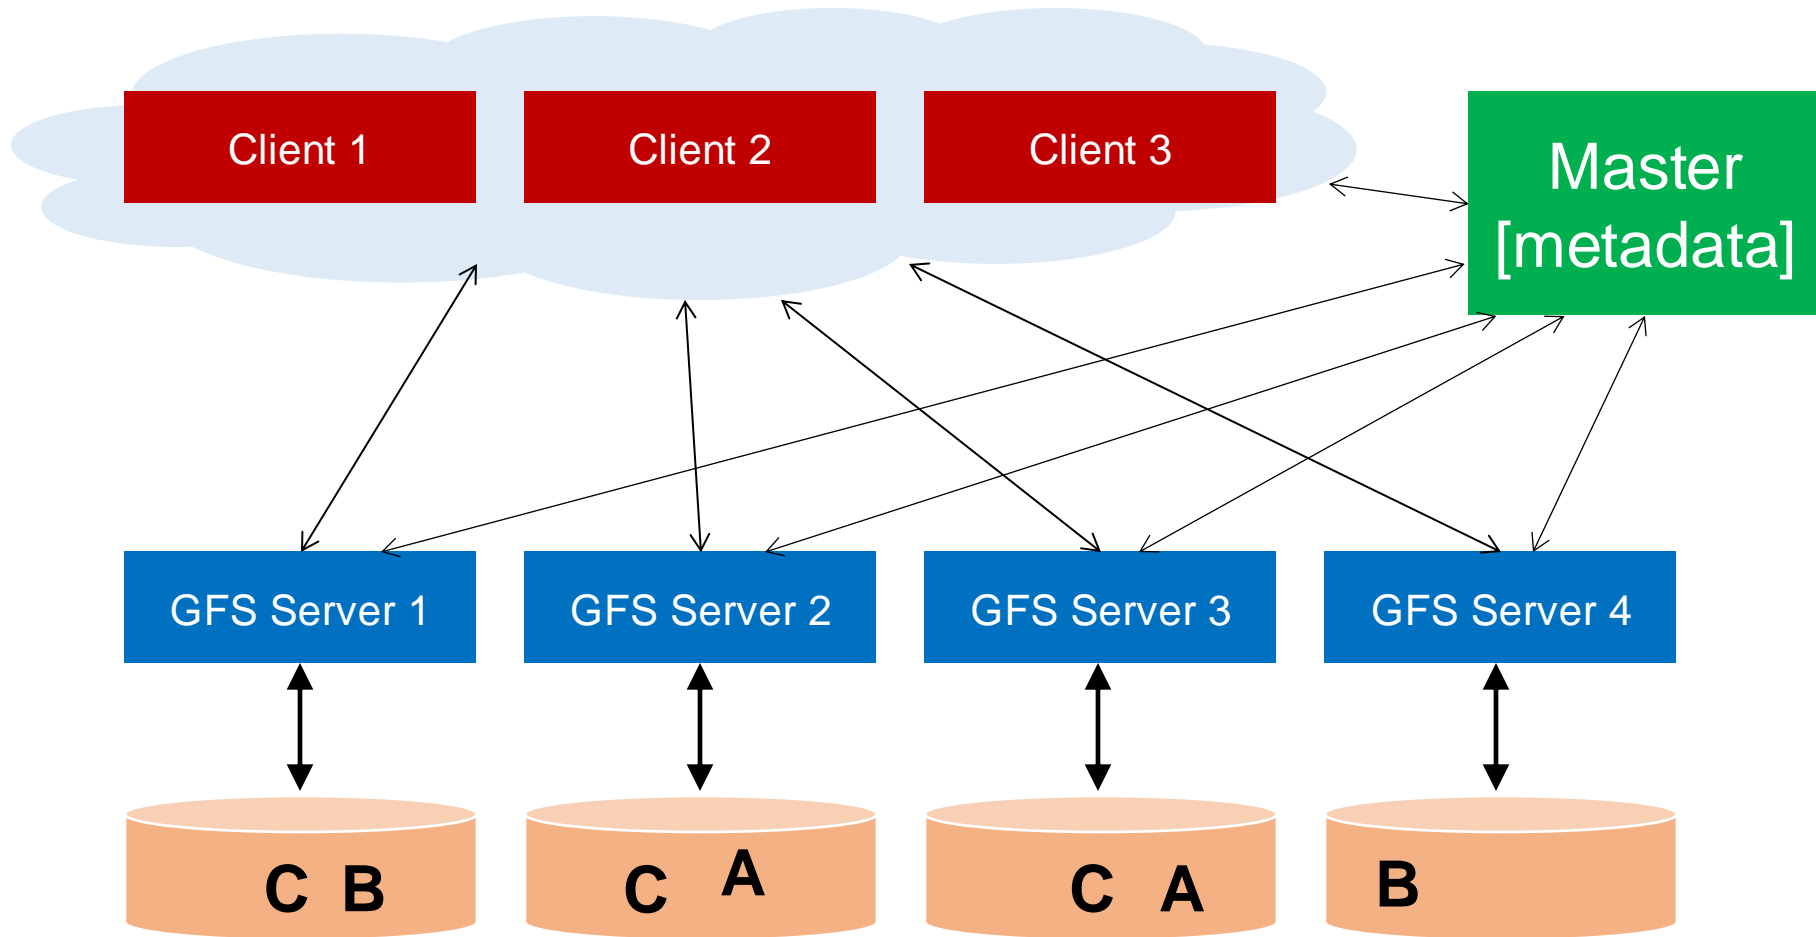 Client 1
Client 2
Client 3
Master
[metadata]
GFS Server 1
GFS Server 2
GFS Server 3
GFS Server 4
C B
C A
C A
B